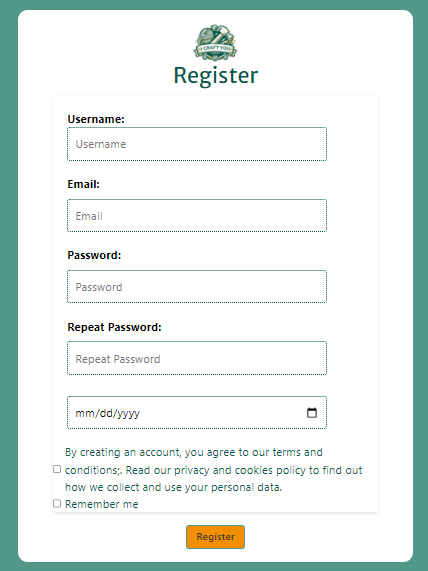 I CRAFT YOU
Register
Username:
Username
Email:
Email
Password:
Password
Repeat Password:
Repeat Password
mm/dd/yyyy
By creating an account, you agree to our terms and
conditions;. Read our privacy and cookies policy to find out
how we collect and use your personal data.
Remember me
Register